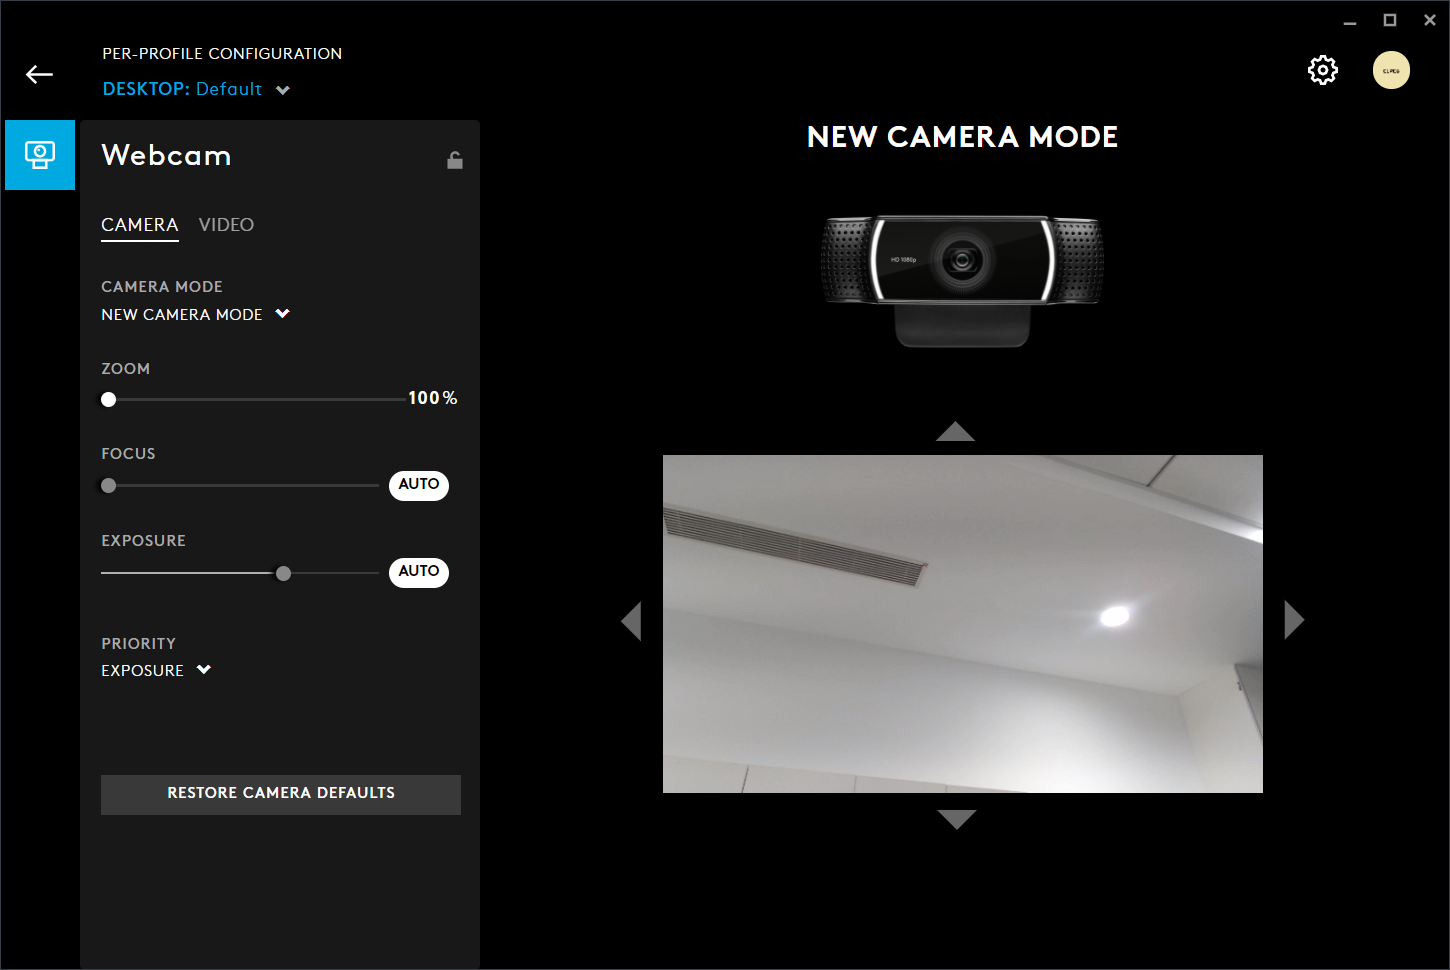 PER-PROFILE CONFIGURATION
DESKTOP: Default
Webcam
CAMERA VIDEO
CAMERA MODE
NEW CAMERA MODE
ZOOM
100%
FOCUS
AUTO
EXPOSURE
AUTO
PRIORITY
EXPOSURE
RESTORE CAMERA DEFAULTS
NEW CAMERA MODE
HD 1080p